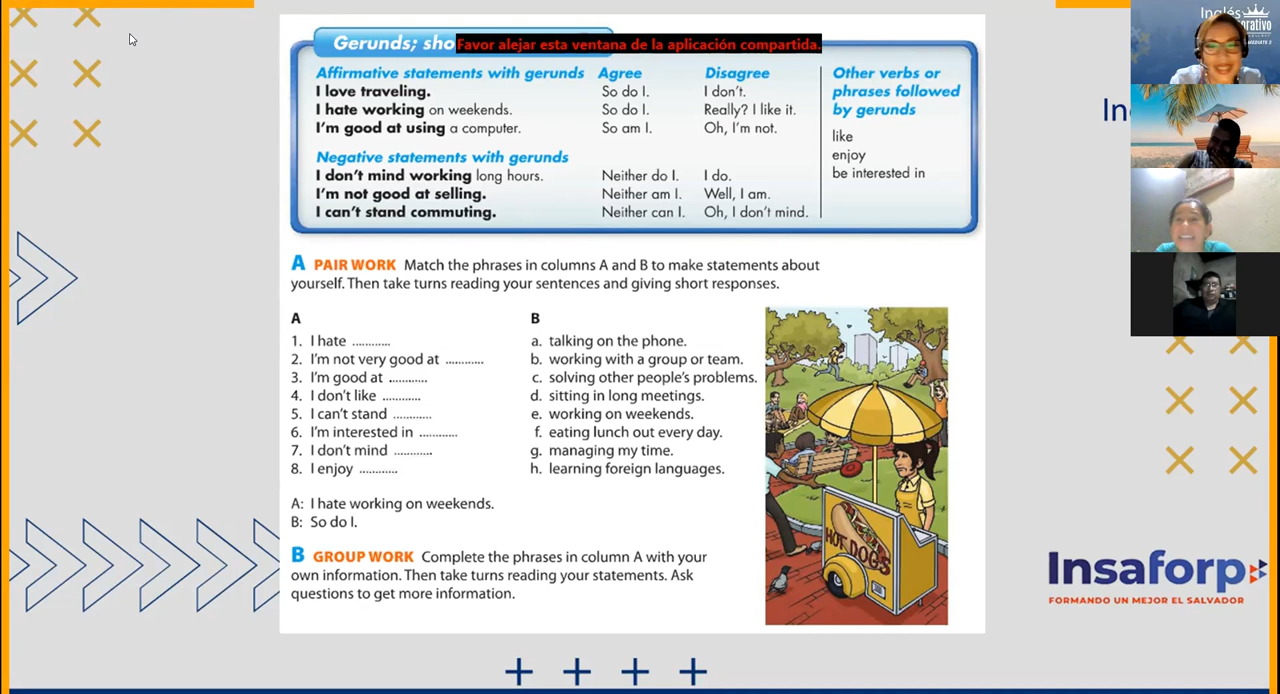 Gerunds; sho
Favor alejar esta ventana de la aplicación compartida.
Affirmative statements with gerunds Agree Disagree
I love traveling. So do I. I don't.
I hate working on weekends. So do I. Really? I like it.
I'm good at using a computer. So am I. Oh, I'm not.
Negative statements with gerunds
I don't mind working long hours. Neither do I. I do.
I'm not good at selling. Neither am I. Well, I am.
I can't stand commuting. Neither can I. Oh, I don't mind.
Other verbs or
phrases followed
by gerunds
like
enjoy
be interested in
A PAIR WORK Match the phrases in columns A and B to make statements about
yourself. Then take turns reading your sentences and giving short responses.
A
1. I hate ...........
2. I'm not very good at ...........
3. I'm good at ...........
4. I don't like ...........
5. I can't stand ...........
6. I'm interested in ...........
7. I don't mind ...........
8. I enjoy ...........
B
a. talking on the phone.
b. working with a group or team.
c. solving other people's problems.
d. sitting in long meetings.
e. working on weekends.
f. eating lunch out every day.
g. managing my time.
h. learning foreign languages.
A: I hate working on weekends.
B: So do I.
B GROUP WORK Complete the phrases in column A with your
own information. Then take turns reading your statements. Ask
questions to get more information.
HOT DOGS
Inglés
In
Insaforp
FORMANDO UN MEJOR EL SALVADOR